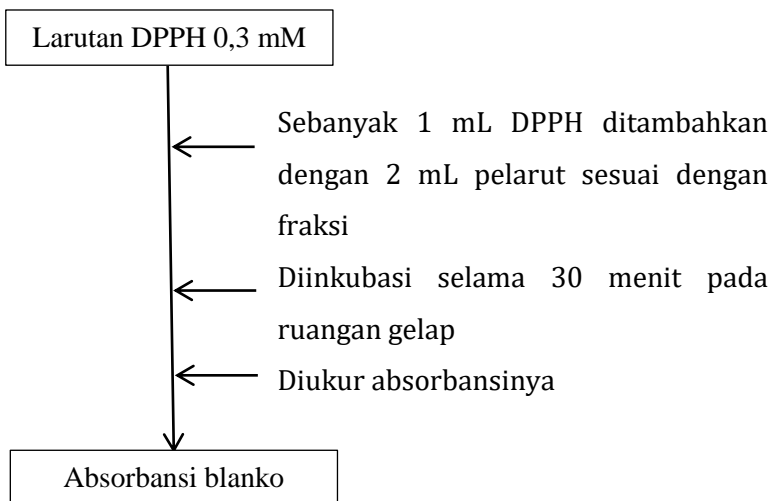 Larutan DPPH 0,3 mM
Sebanyak 1 mL DPPH ditambahkan
dengan 2 mL pelarut sesuai dengan
fraksi
Diinkubasi selama 30 menit pada
ruangan gelap
Diukur absorbansinya
Absorbansi blanko